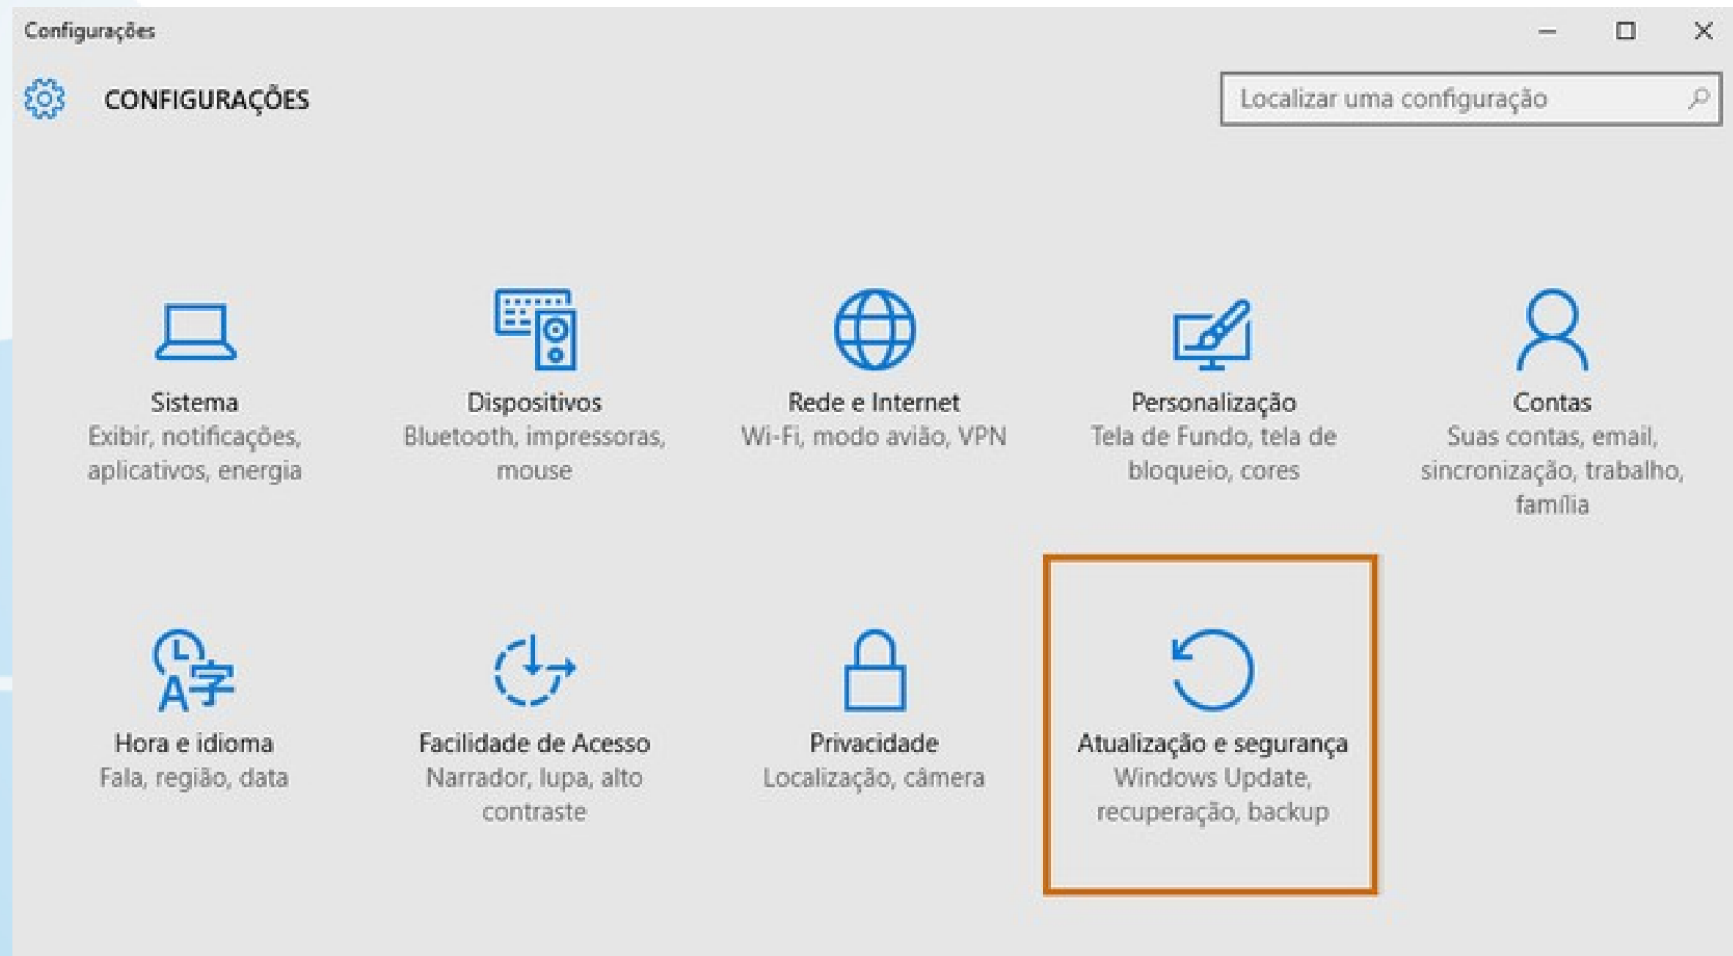 Configurações
CONFIGURAÇÕES
Localizar uma configuração
Sistema
Exibir, notificações,
aplicativos, energia
Dispositivos
Bluetooth, impressoras,
mouse
Rede e Internet
Wi-Fi, modo avião, VPN
Personalização
Tela de Fundo, tela de
bloqueio, cores
Contas
Suas contas, email,
sincronização, trabalho,
família
Hora e idioma
Fala, região, data
Facilidade de Acesso
Narrador, lupa, alto
contraste
Privacidade
Localização, câmera
Atualização e segurança
Windows Update,
recuperação, backup